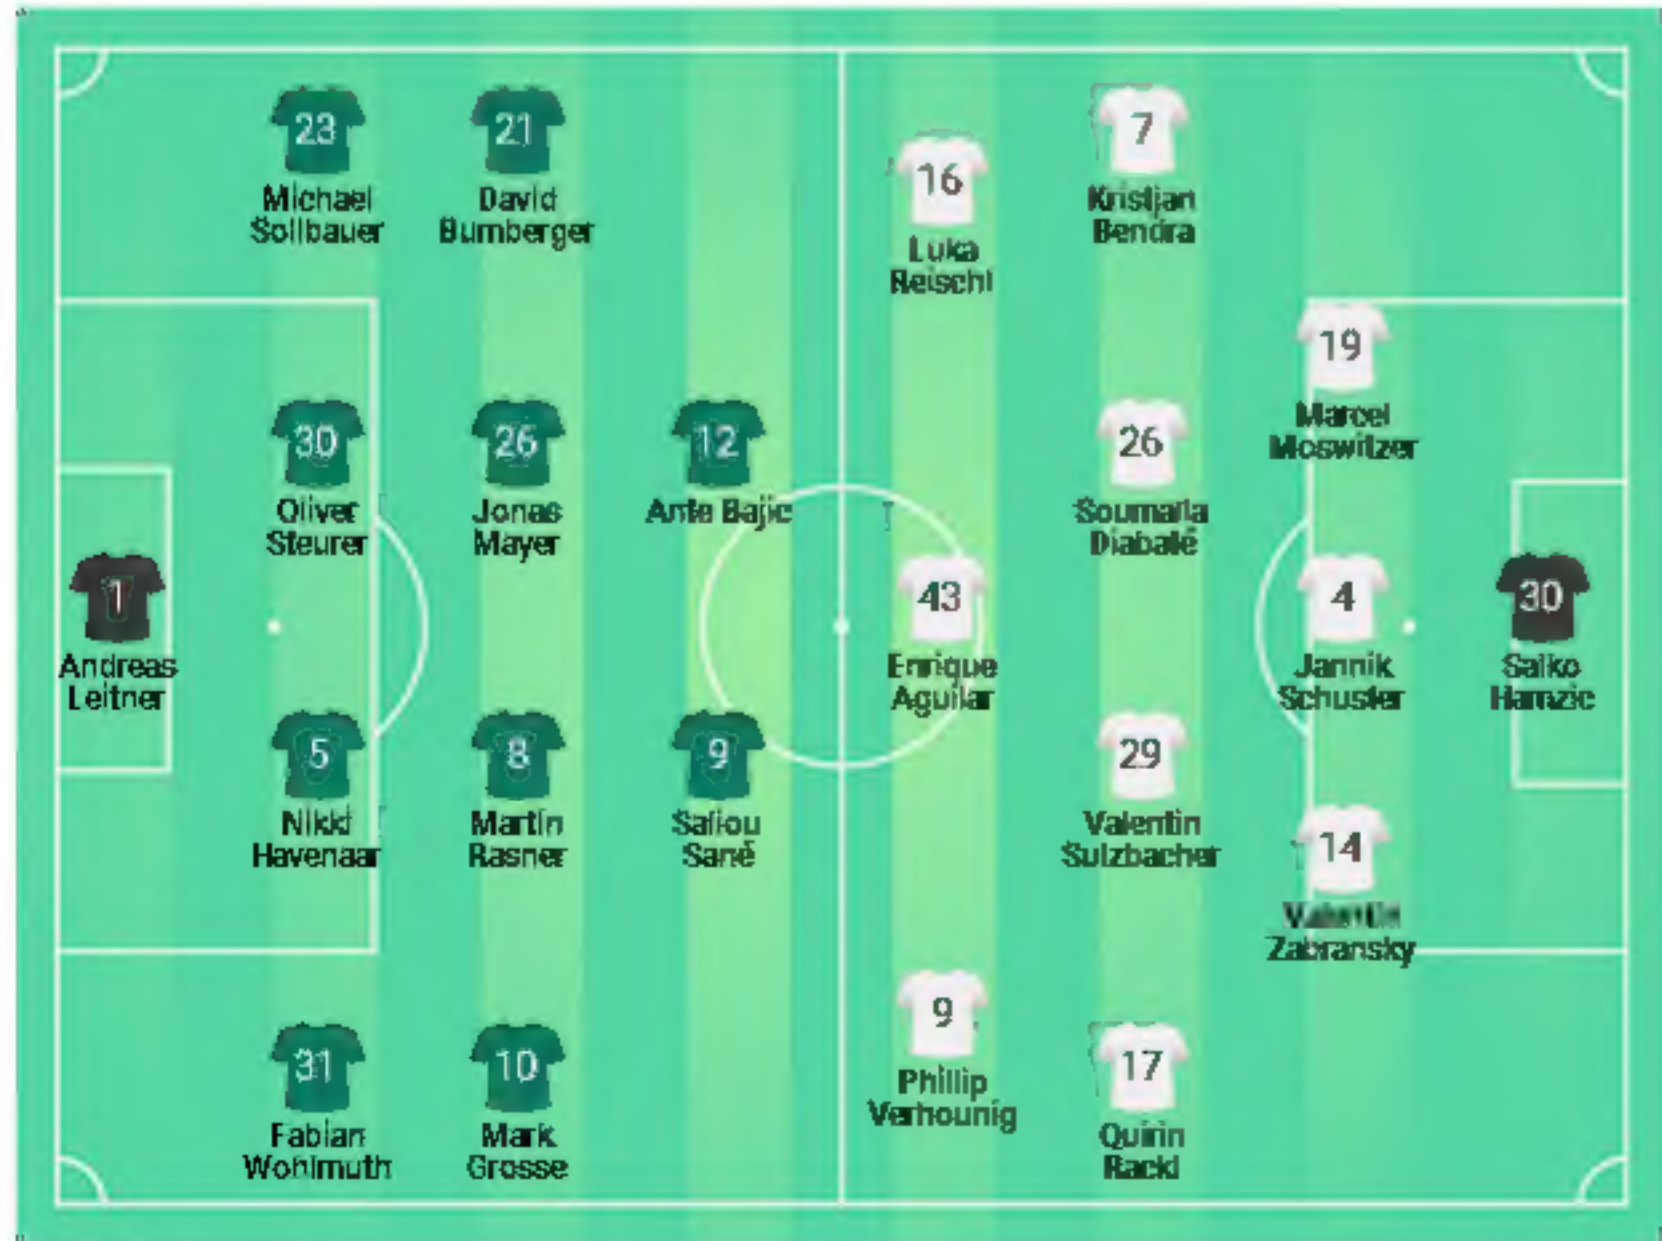 23
Michael
Sollbauer
21
David
Bumberger
16
Luka
Reischl
7
Kristjan
Bendra
19
Marcel
Moswitzer
30
Oliver
Steurer
26
Jonas
Mayer
12
Ante Bajic
26
Soumaila
Diabaté
1
Andreas
Leitner
43
Enrique
Aguilar
4
Jannik
Schuster
30
Salko
Hamzic
5
Nikki
Havenaar
8
Martin
Rasner
9
Saliou
Sané
29
Valentin
Sulzbacher
14
Valentin
Zabransky
31
Fabian
Wohlmuth
10
Mark
Grosse
9
Phillip
Verhounig
17
Quirin
Rackl